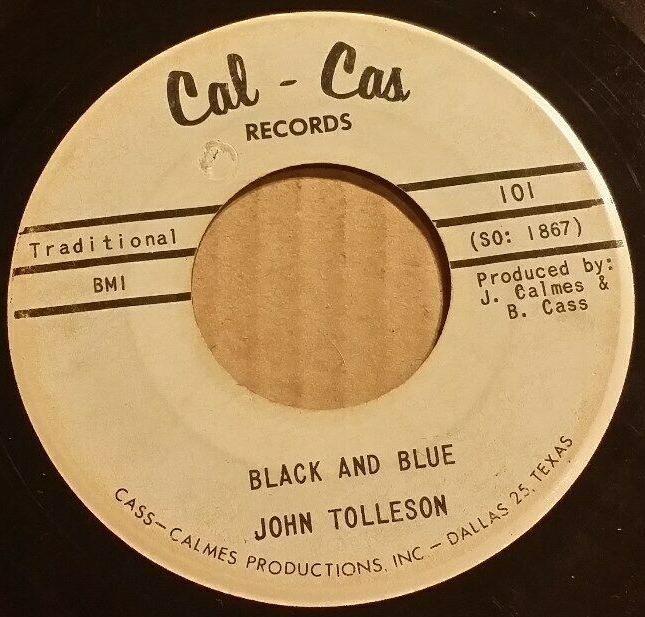 Cal - Cas
RECORDS
Traditional
BMI
101
(SO: 1867)
Produced by:
J. Calmes &
B. Cass
BLACK AND BLUE
JOHN TOLLESON
CASS-CALMES PRODUCTIONS, INC - DALLAS 25, TEXAS